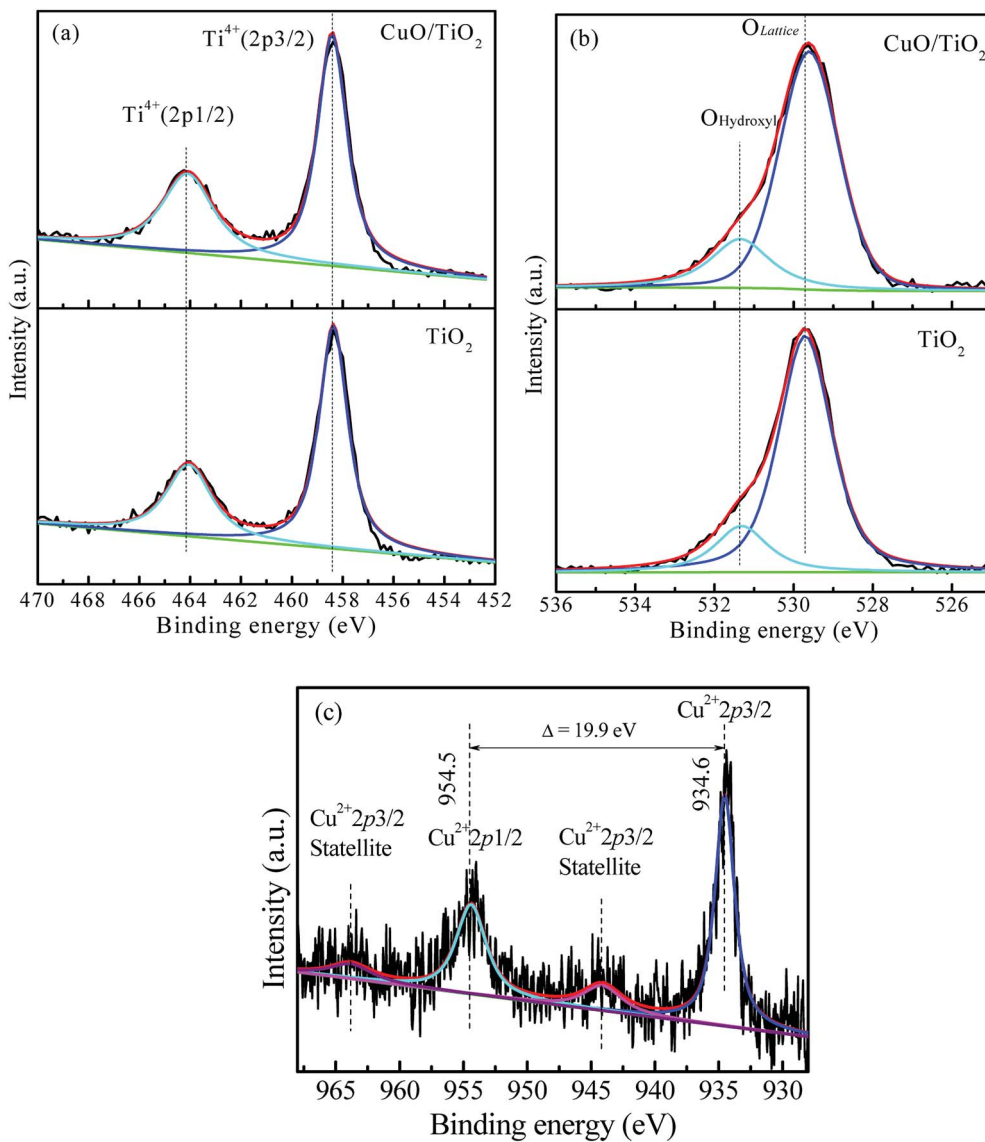 (a)
Ti⁴⁺(2p3/2)
CuO/TiO₂
Ti⁴⁺(2p1/2)
TiO₂
Intensity (a.u.)
470 468 466 464 462 460 458 456 454 452
Binding energy (eV)
(b)
O Lattice
CuO/TiO₂
O Hydroxyl
TiO₂
Intensity (a.u.)
536 534 532 530 528 526
Binding energy (eV)
(c)
Cu²⁺2p3/2
Δ = 19.9 eV
954.5
934.6
Cu²⁺2p3/2
Statellite
Cu²⁺2p1/2
Cu²⁺2p3/2
Statellite
Intensity (a.u.)
965 960 955 950 945 940 935 930
Binding energy (eV)